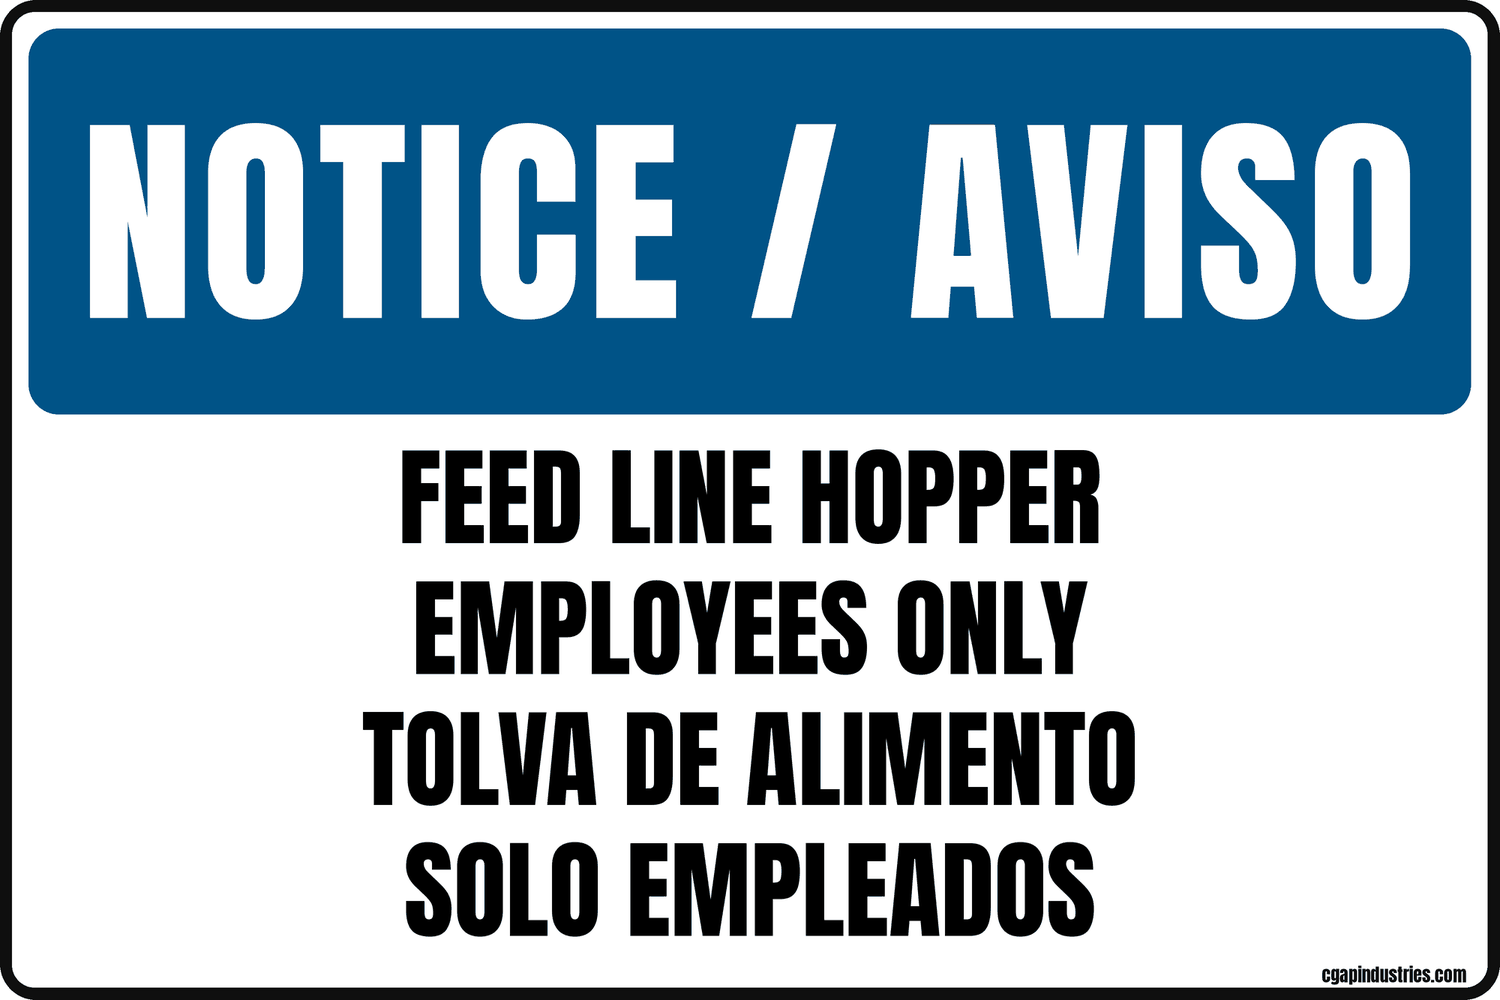 NOTICE / AVISO
FEED LINE HOPPER
EMPLOYEES ONLY
TOLVA DE ALIMENTO
SOLO EMPLEADOS
cgapindustries.com